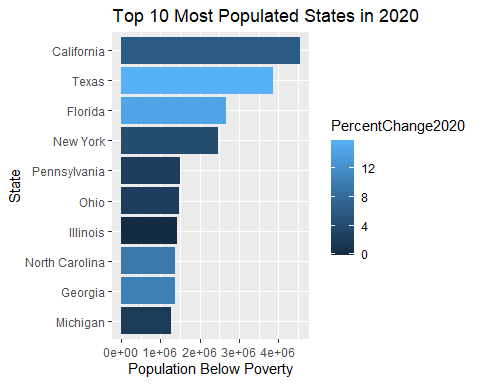 Top 10 Most Populated States in 2020
California
Texas
Florida
New York
Pennsylvania
Ohio
Illinois
North Carolina
Georgia
Michigan
State
0e+00 1e+06 2e+06 3e+06 4e+06
Population Below Poverty
PercentChange2020
12
8
4
0